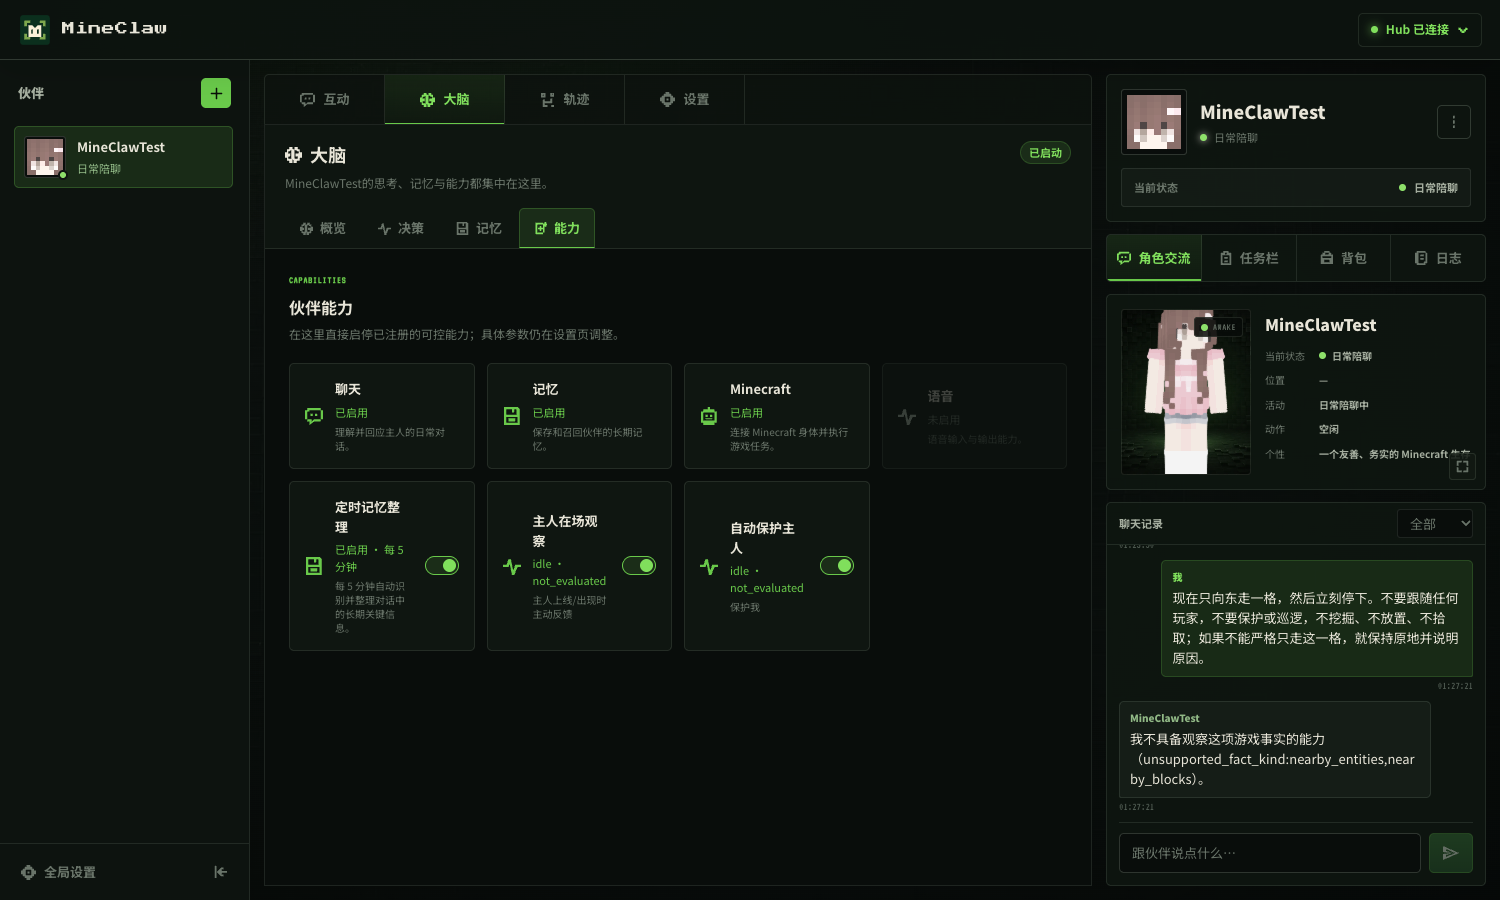 MineClaw
Hub 已连接
伙伴
MineClawTest
日常陪聊
全局设置
互动
大脑
轨迹
设置
大脑
已启动
MineClawTest的思考、记忆与能力都集中在这里。
概览
决策
记忆
能力
CAPABILITIES
伙伴能力
在这里直接启停已注册的可控能力；具体参数仍在设置页调整。
聊天
已启用
理解并回应主人的日常对
话。
记忆
已启用
保存和召回伙伴的长期记
忆。
Minecraft
已启用
连接 Minecraft 身体并执行
游戏任务。
语音
未启用
语音输入与输出能力。
定时记忆整
理
已启用 · 每 5
分钟
每 5 分钟自动识
别并整理对话中
的长期关键信
息。
主人在场观
察
idle ·
not_evaluated
主人上线/出现时
主动反馈
自动保护主
人
idle ·
not_evaluated
保护我
MineClawTest
日常陪聊
当前状态
日常陪聊
角色交流
任务栏
背包
日志
AWAKE
MineClawTest
当前状态
日常陪聊
位置
—
活动
日常陪聊中
动作
空闲
个性
一个友善、务实的 Minecraft
聊天记录
全部
我
现在只向东走一格，然后立刻停下。不要跟随任何
玩家，不要保护或巡逻，不挖掘、不放置、不拾
取；如果不能严格只走这一格，就保持原地并说明
原因。
01:27:21
MineClawTest
我不具备观察这项游戏事实的能力
（unsupported_fact_kind:nearby_entities,near
by_blocks）。
01:27:21
跟伙伴说点什么…